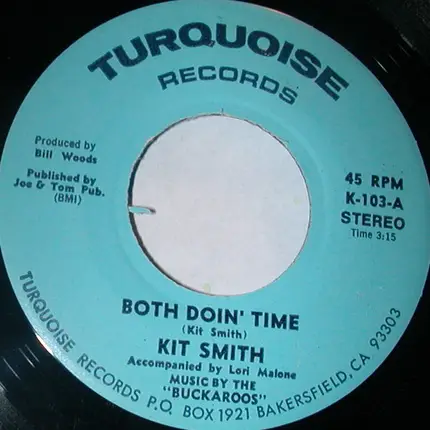 TURQUOISE
RECORDS
Produced by
Bill Woods
Published by
Joe & Tom Pub.
(BMI)
45 RPM
K-103-A
STEREO
Time 3:15
BOTH DOIN' TIME
(Kit Smith)
KIT SMITH
Accompanied by Lori Malone
MUSIC BY THE
"BUCKAROOS"
TURQUOISE RECORDS P.O. BOX 1921 BAKERSFIELD, CA 93303